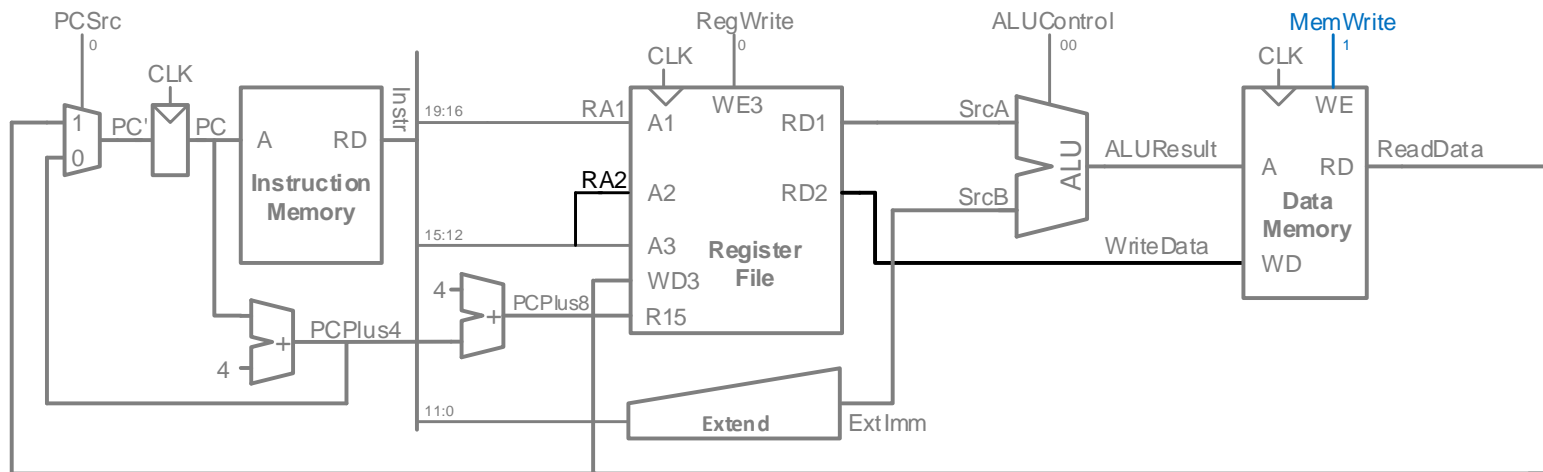 PCSrc
0
RegWrite
0
ALUControl
00
MemWrite
1
CLK
CLK
CLK
Instr
19:16
RA1
WE3
A1
RD1
SrcA
WE
1
PC'
PC
A
RD
0
ALU
ALUResult
A
RD
ReadData
Instruction
Memory
RA2
A2
RD2
SrcB
Data
Memory
15:12
A3
Register
File
WriteData
WD
WD3
4
PCPlus8
+
R15
PCPlus4
+
4
11:0
Extend
ExtImm